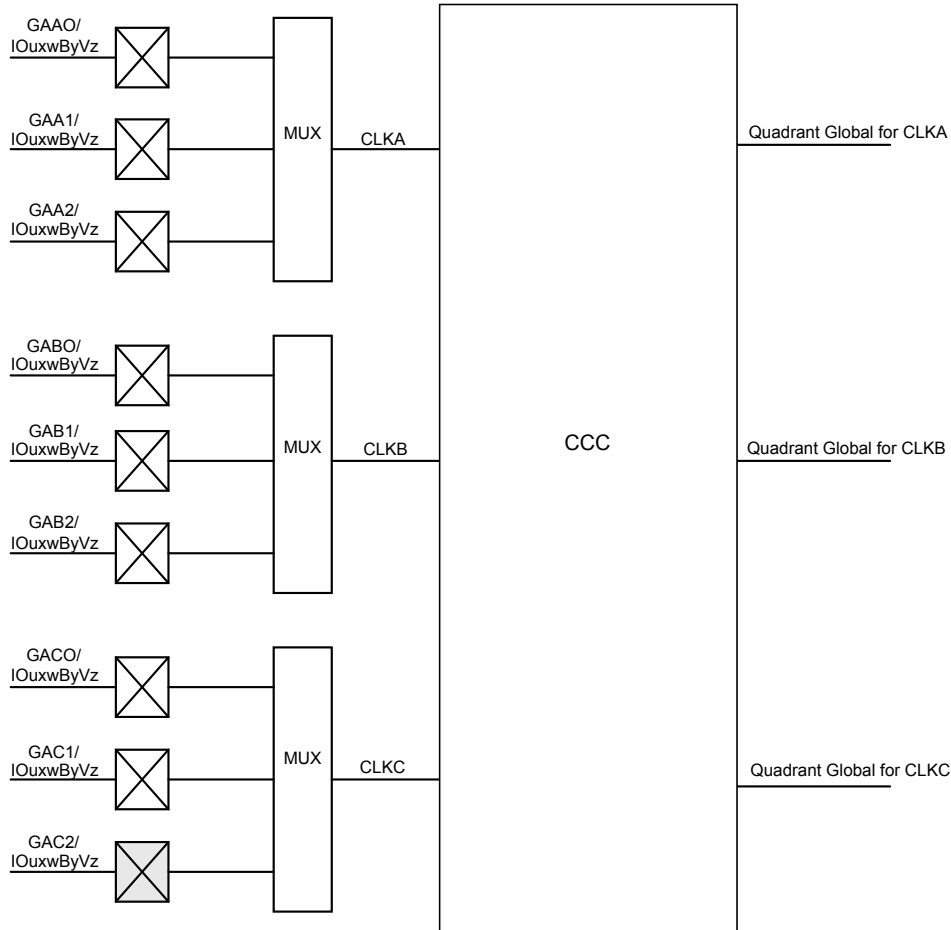 GAAO/
IOuxwByVz
GAA1/
IOuxwByVz
GAA2/
IOuxwByVz
MUX
CLKA
Quadrant Global for CLKA
GABO/
IOuxwByVz
GAB1/
IOuxwByVz
GAB2/
IOuxwByVz
MUX
CLKB
CCC
Quadrant Global for CLKB
GACO/
IOuxwByVz
GAC1/
IOuxwByVz
GAC2/
IOuxwByVz
MUX
CLKC
Quadrant Global for CLKC